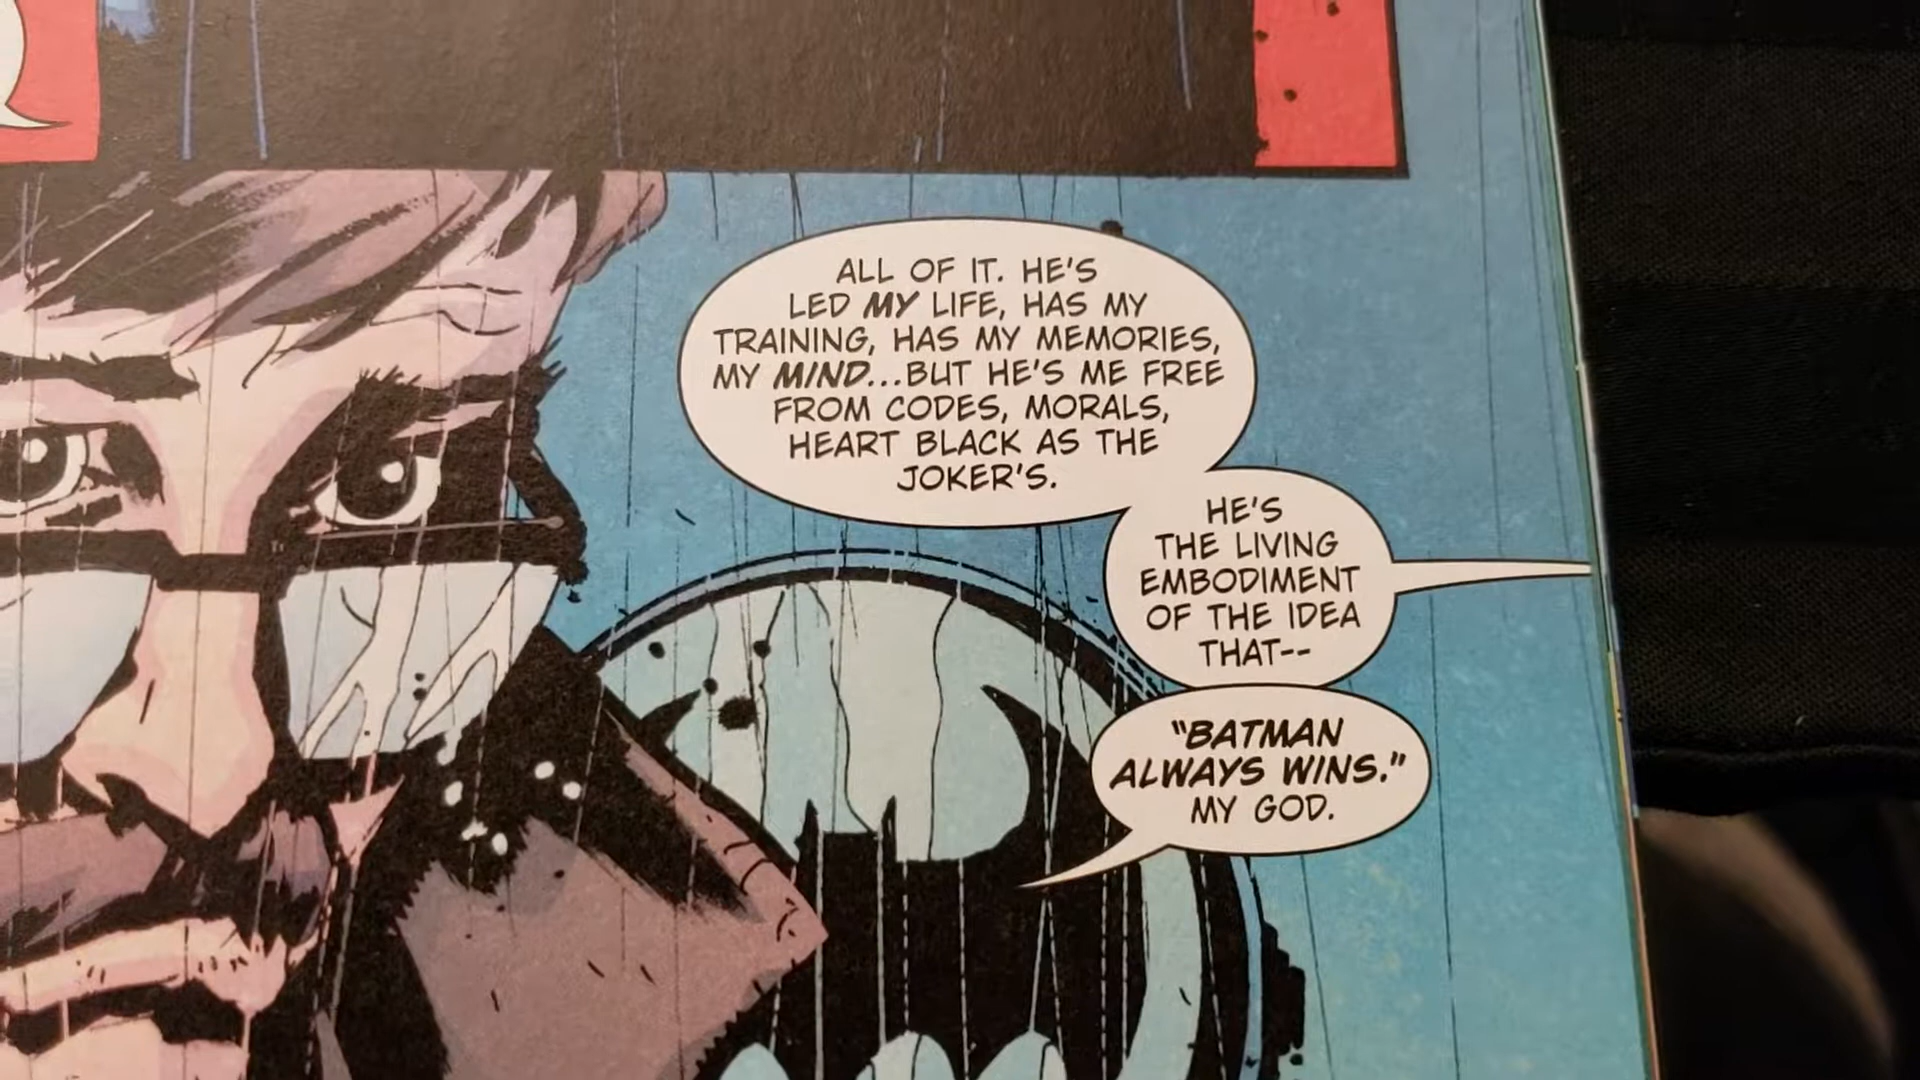 ALL OF IT. HE'S
LED MY LIFE, HAS MY
TRAINING, HAS MY MEMORIES,
MY MIND...BUT HE'S ME FREE
FROM CODES, MORALS,
HEART BLACK AS THE
JOKER'S.
HE'S
THE LIVING
EMBODIMENT
OF THE IDEA
THAT--
"BATMAN
ALWAYS WINS."
MY GOD.